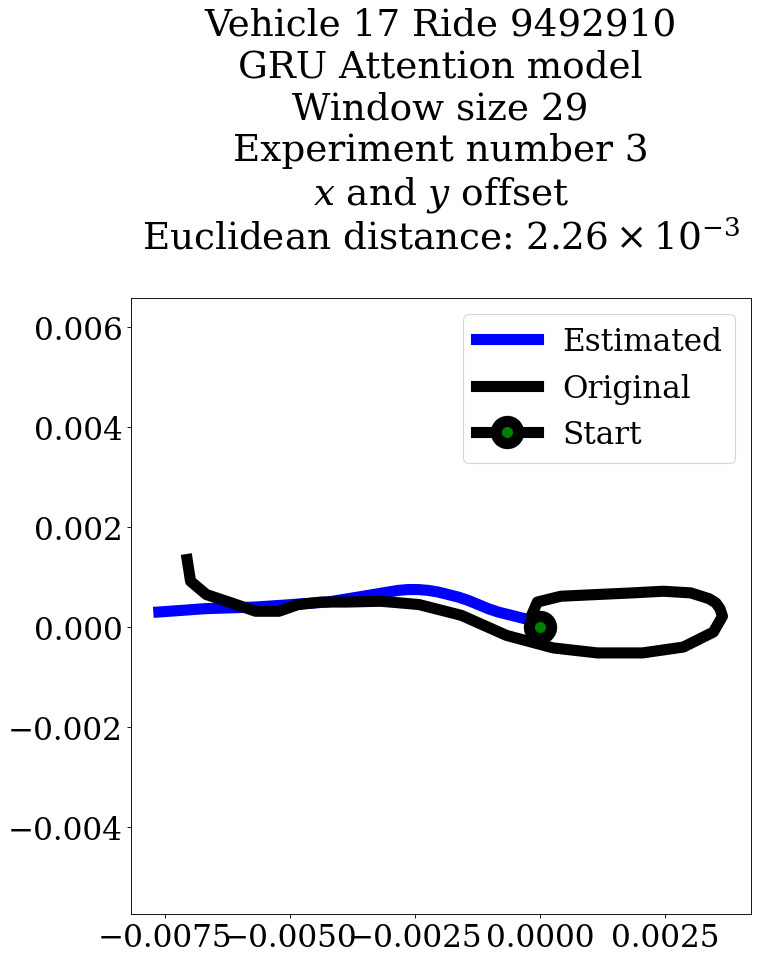 Vehicle 17 Ride 9492910
GRU Attention model
Window size 29
Experiment number 3
x and y offset
Euclidean distance: 2.26 × 10⁻³
Estimated
Original
Start
0.006
0.004
0.002
0.000
−0.002
−0.004
−0.0075 −0.0050 −0.0025 0.0000 0.0025